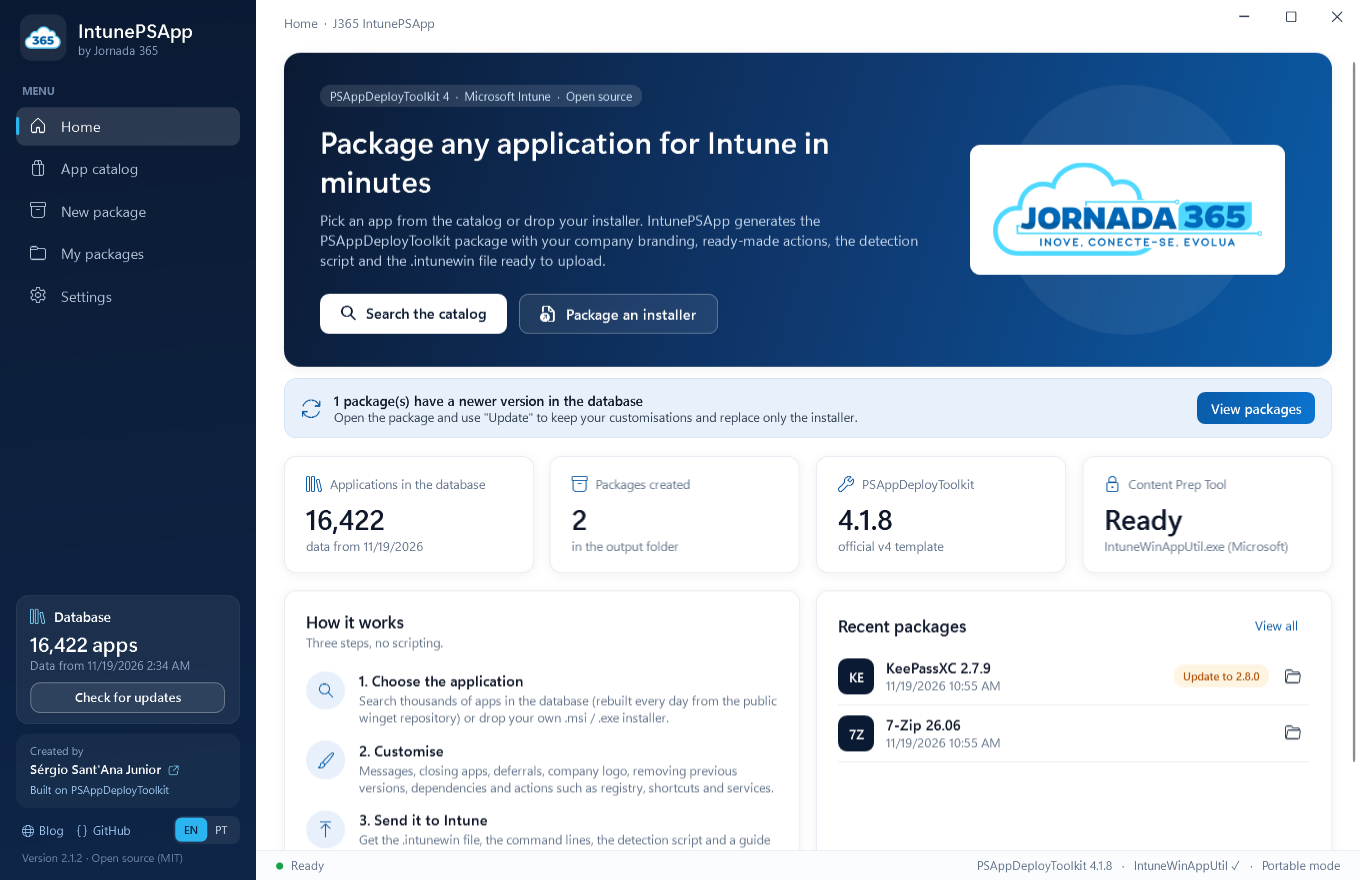 365
IntunePSApp
by Jornada 365
MENU
Home
App catalog
New package
My packages
Settings
Database
16,422 apps
Data from 11/19/2026 2:34 AM
Check for updates
Created by
Sérgio Sant'Ana Junior
Built on PSAppDeployToolkit
Blog
{ } GitHub
EN
PT
Version 2.1.2 · Open source (MIT)
Home · J365 IntunePSApp
PSAppDeployToolkit 4 · Microsoft Intune · Open source
Package any application for Intune in
minutes
Pick an app from the catalog or drop your installer. IntunePSApp generates the
PSAppDeployToolkit package with your company branding, ready-made actions, the detection
script and the .intunewin file ready to upload.
Search the catalog
Package an installer
JORNADA 365
INOVE, CONECTE-SE, EVOLUA
1 package(s) have a newer version in the database
Open the package and use "Update" to keep your customisations and replace only the installer.
View packages
Applications in the database
16,422
data from 11/19/2026
Packages created
2
in the output folder
PSAppDeployToolkit
4.1.8
official v4 template
Content Prep Tool
Ready
IntuneWinAppUtil.exe (Microsoft)
How it works
Three steps, no scripting.
1. Choose the application
Search thousands of apps in the database (rebuilt every day from the public
winget repository) or drop your own .msi / .exe installer.
2. Customise
Messages, closing apps, deferrals, company logo, removing previous
versions, dependencies and actions such as registry, shortcuts and services.
3. Send it to Intune
Get the .intunewin file, the command lines, the detection script and a guide
Recent packages
View all
KE
KeePassXC 2.7.9
11/19/2026 10:55 AM
Update to 2.8.0
7Z
7-Zip 26.06
11/19/2026 10:55 AM
Ready
PSAppDeployToolkit 4.1.8 · IntuneWinAppUtil ✓ · Portable mode